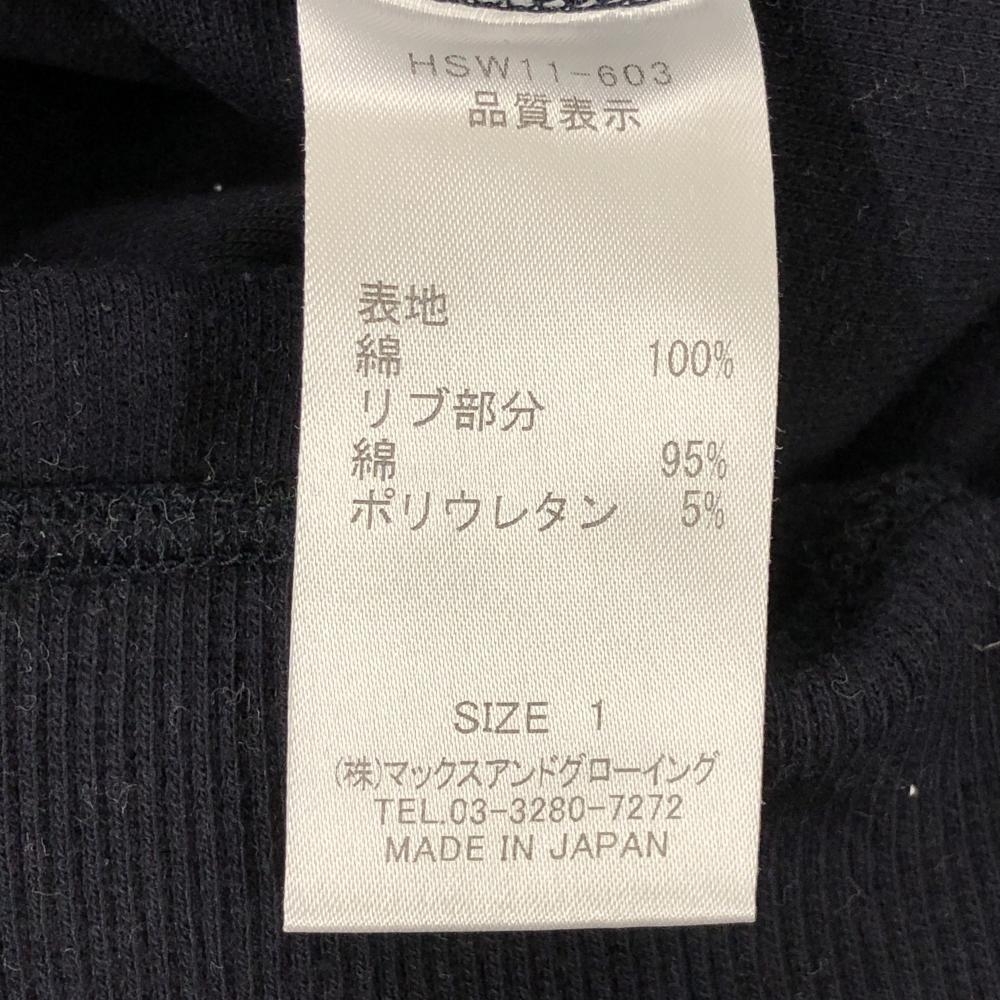 HSW11-603
品質表示
表地
綿 100%
リブ部分
綿 95%
ポリウレタン 5%
SIZE 1
(株)マックスアンドグローイング
TEL.03-3280-7272
MADE IN JAPAN